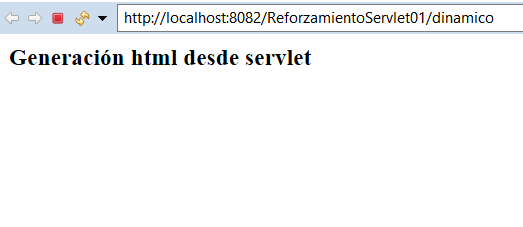 http://localhost:8082/ReforzamientoServlet01/dinamico
Generación html desde servlet